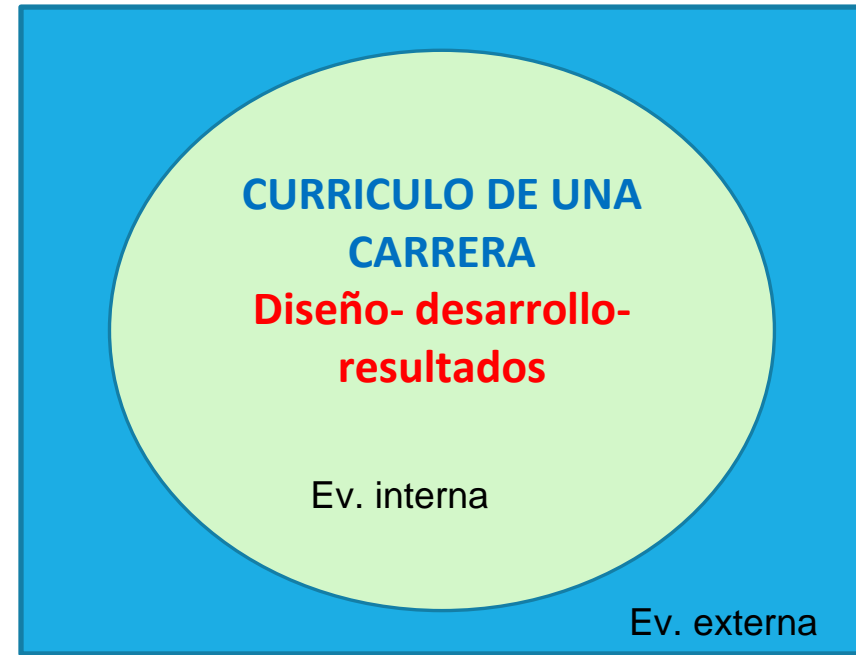 CURRICULO DE UNA
CARRERA
Diseño- desarrollo-
resultados
Ev. interna
Ev. externa